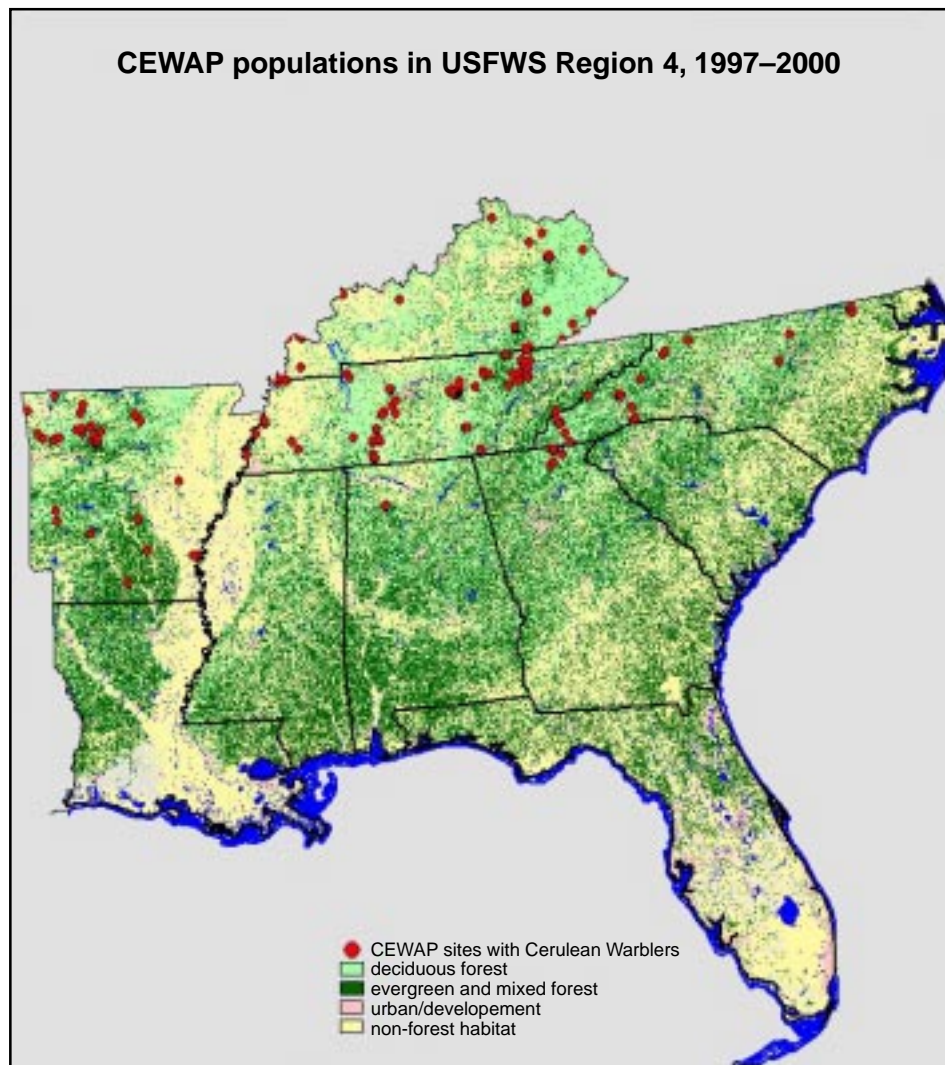 CEWAP populations in USFWS Region 4, 1997–2000
CEWAP sites with Cerulean Warblers
deciduous forest
evergreen and mixed forest
urban/developement
non-forest habitat